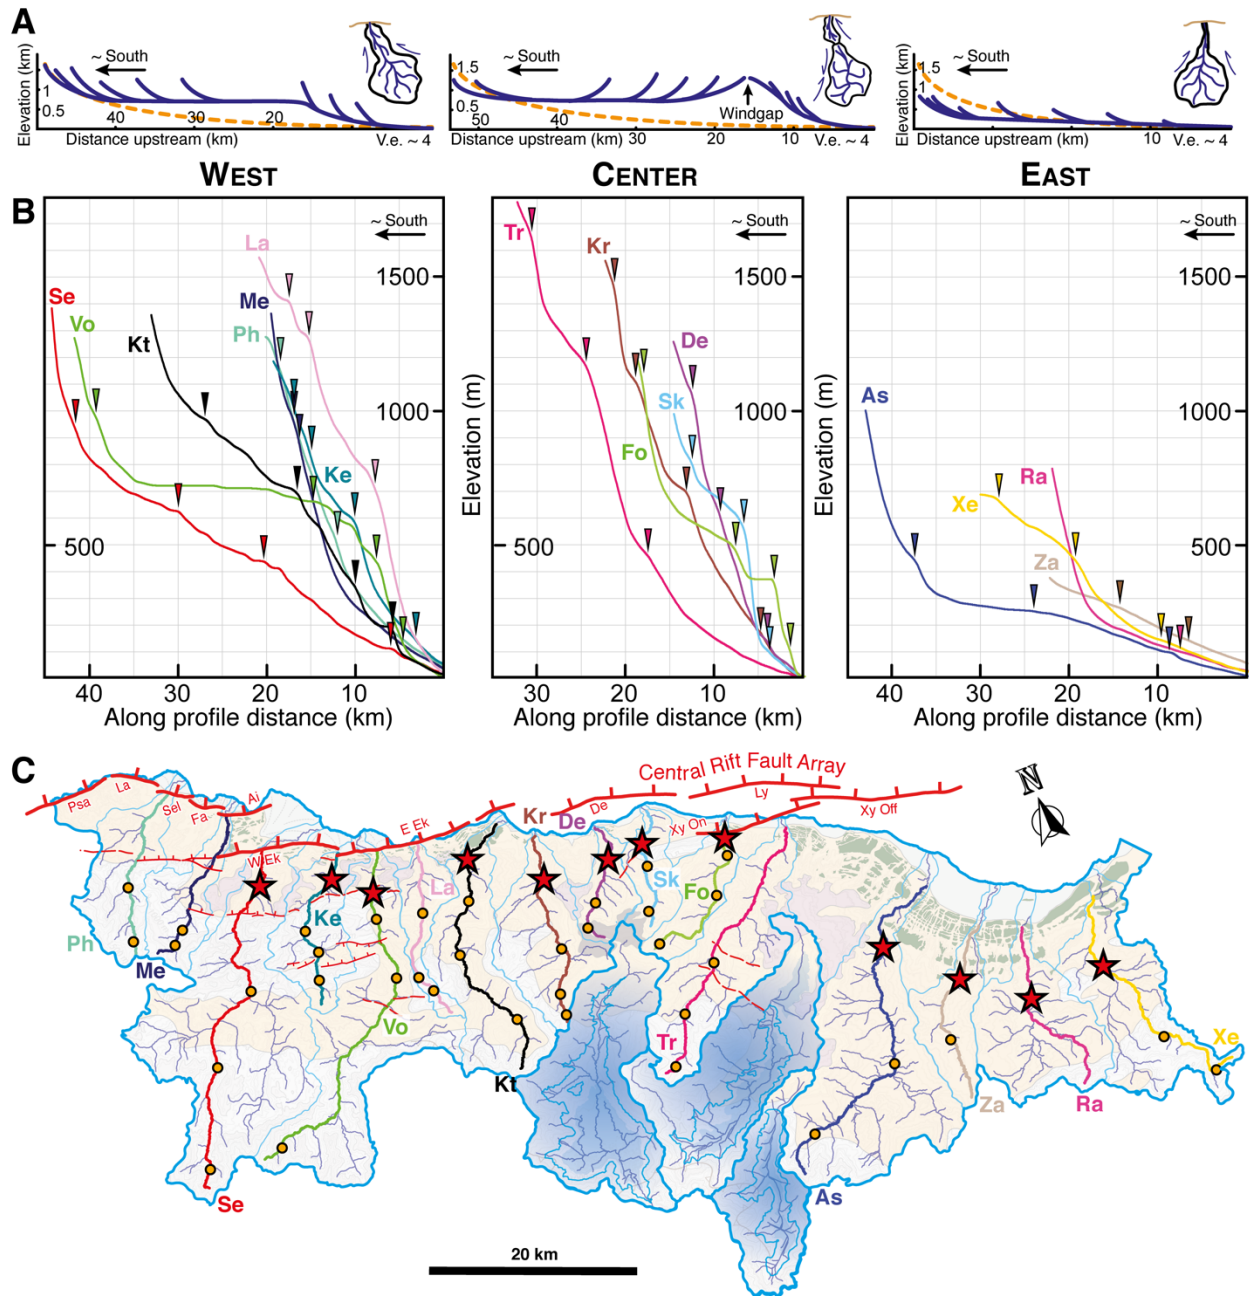 A
Elevation (km)
1.5
1
0.5
~ South
40
30
20
Distance upstream (km)
V.e. ~ 4
1.5
0.5
~ South
Windgap
50
40
30
20
10
Distance upstream (km)
V.e. ~ 4
Elevation (km)
1.5
1
0.5
~ South
10
Distance upstream (km)
V.e. ~ 4
WEST
CENTER
EAST
B
~ South
La
Se
Vo
Me
Kt
Ph
Ke
1500
1000
500
40
30
20
10
Along profile distance (km)
Elevation (m)
~ South
Tr
Kr
De
Sk
Fo
1500
1000
500
30
20
10
Along profile distance (km)
Elevation (m)
~ South
As
Ra
Xe
Za
1500
1000
500
40
30
20
10
Along profile distance (km)
C
Central Rift Fault Array
N
Psa
La
Sel
Fa
Ai
W Ek
E Ek
De
Ly
Xy On
Xy Off
Kr
De
La
Ke
Sk
Fo
Ph
Me
Vo
Tr
Kt
Xe
Za
Ra
As
Se
20 km